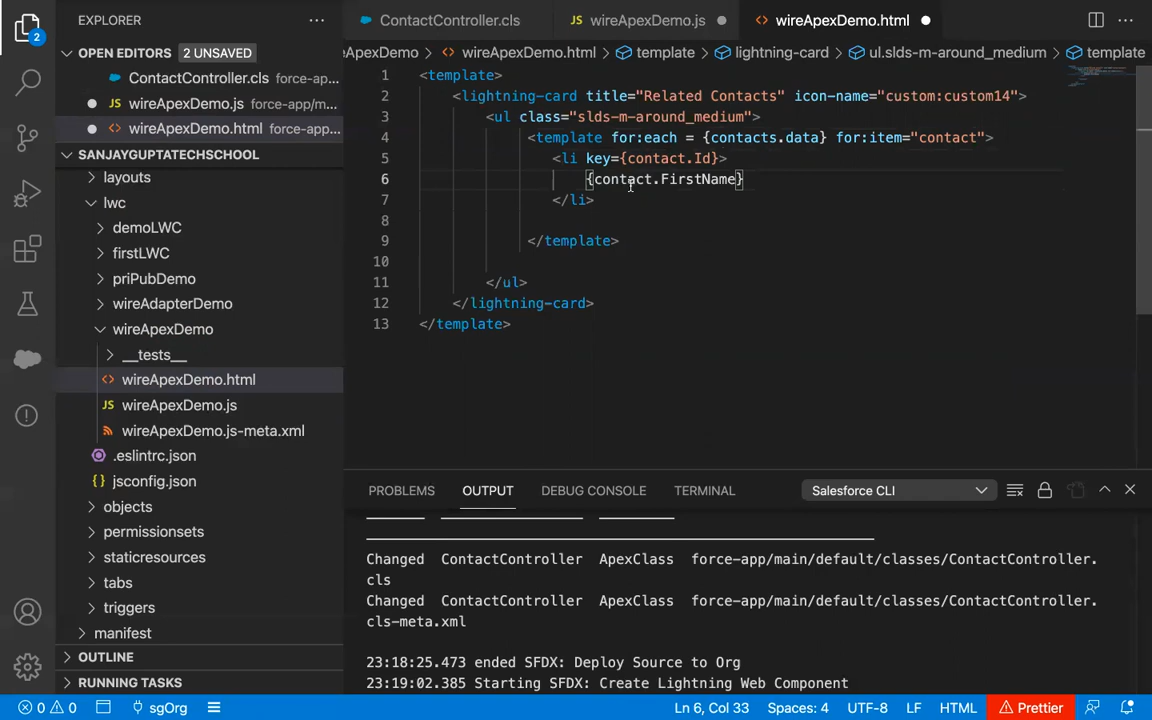 EXPLORER
ContactController.cls
wireApexDemo.js
wireApexDemo.html
OPEN EDITORS 2 UNSAVED
ireApexDemo > wireApexDemo.html > template > lightning-card > ul.slds-m-around_medium > template
ContactController.cls force-ap...
wireApexDemo.js force-app/m...
wireApexDemo.html force-app...
SANJAYGUPTATECHSCHOOL
layouts
lwc
demoLWC
firstLWC
priPubDemo
wireAdapterDemo
wireApexDemo
__tests__
wireApexDemo.html
wireApexDemo.js
wireApexDemo.js-meta.xml
.eslintrc.json
jsconfig.json
objects
permissionsets
staticresources
tabs
triggers
manifest
OUTLINE
RUNNING TASKS
1 <template>
2 <lightning-card title="Related Contacts" icon-name="custom:custom14">
3 <ul class="slds-m-around_medium">
4 <template for:each = {contacts.data} for:item="contact">
5 <li key={contact.Id}>
6 {contact.FirstName}
7 </li>
8
9 </template>
10
11 </ul>
12 </lightning-card>
13 </template>
PROBLEMS OUTPUT DEBUG CONSOLE TERMINAL Salesforce CLI
Changed ContactController ApexClass force-app/main/default/classes/ContactController.
cls
Changed ContactController ApexClass force-app/main/default/classes/ContactController.
cls-meta.xml
23:18:25.473 ended SFDX: Deploy Source to Org
23:19:02.385 Starting SFDX: Create Lightning Web Component
2
0 0 sgOrg Ln 6, Col 33 Spaces: 4 UTF-8 LF HTML Prettier